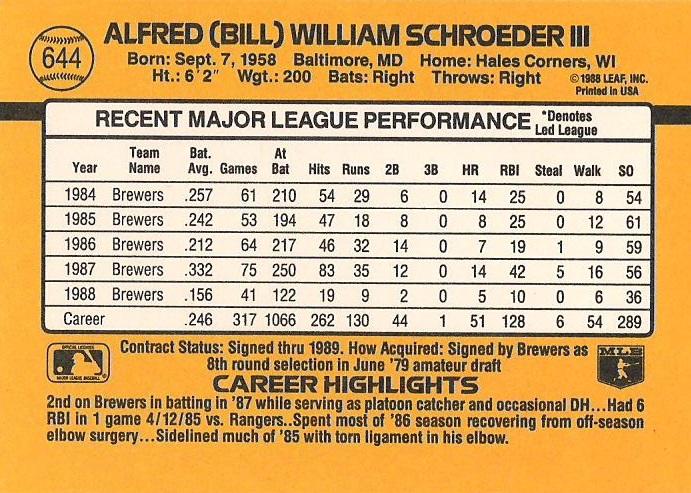 644
ALFRED (BILL) WILLIAM SCHROEDER III
Born: Sept. 7, 1958 Baltimore, MD Home: Hales Corners, WI
Ht.: 6´2˝ Wgt.: 200 Bats: Right Throws: Right
© 1988 LEAF, INC.
Printed in USA
RECENT MAJOR LEAGUE PERFORMANCE *Denotes Led League
Year Team Name Bat. Avg. Games At Bat Hits Runs 2B 3B HR RBI Steal Walk SO
1984 Brewers .257 61 210 54 29 6 0 14 25 0 8 54
1985 Brewers .242 53 194 47 18 8 0 8 25 0 12 61
1986 Brewers .212 64 217 46 32 14 0 7 19 1 9 59
1987 Brewers .332 75 250 83 35 12 0 14 42 5 16 56
1988 Brewers .156 41 122 19 9 2 0 5 10 0 6 36
Career .246 317 1066 262 130 44 1 51 128 6 54 289
OFFICIAL LICENSEE
MAJOR LEAGUE BASEBALL
Contract Status: Signed thru 1989. How Acquired: Signed by Brewers as
8th round selection in June '79 amateur draft
MLB
CAREER HIGHLIGHTS
2nd on Brewers in batting in '87 while serving as platoon catcher and occasional DH...Had 6
RBI in 1 game 4/12/85 vs. Rangers..Spent most of '86 season recovering from off-season
elbow surgery...Sidelined much of '85 with torn ligament in his elbow.